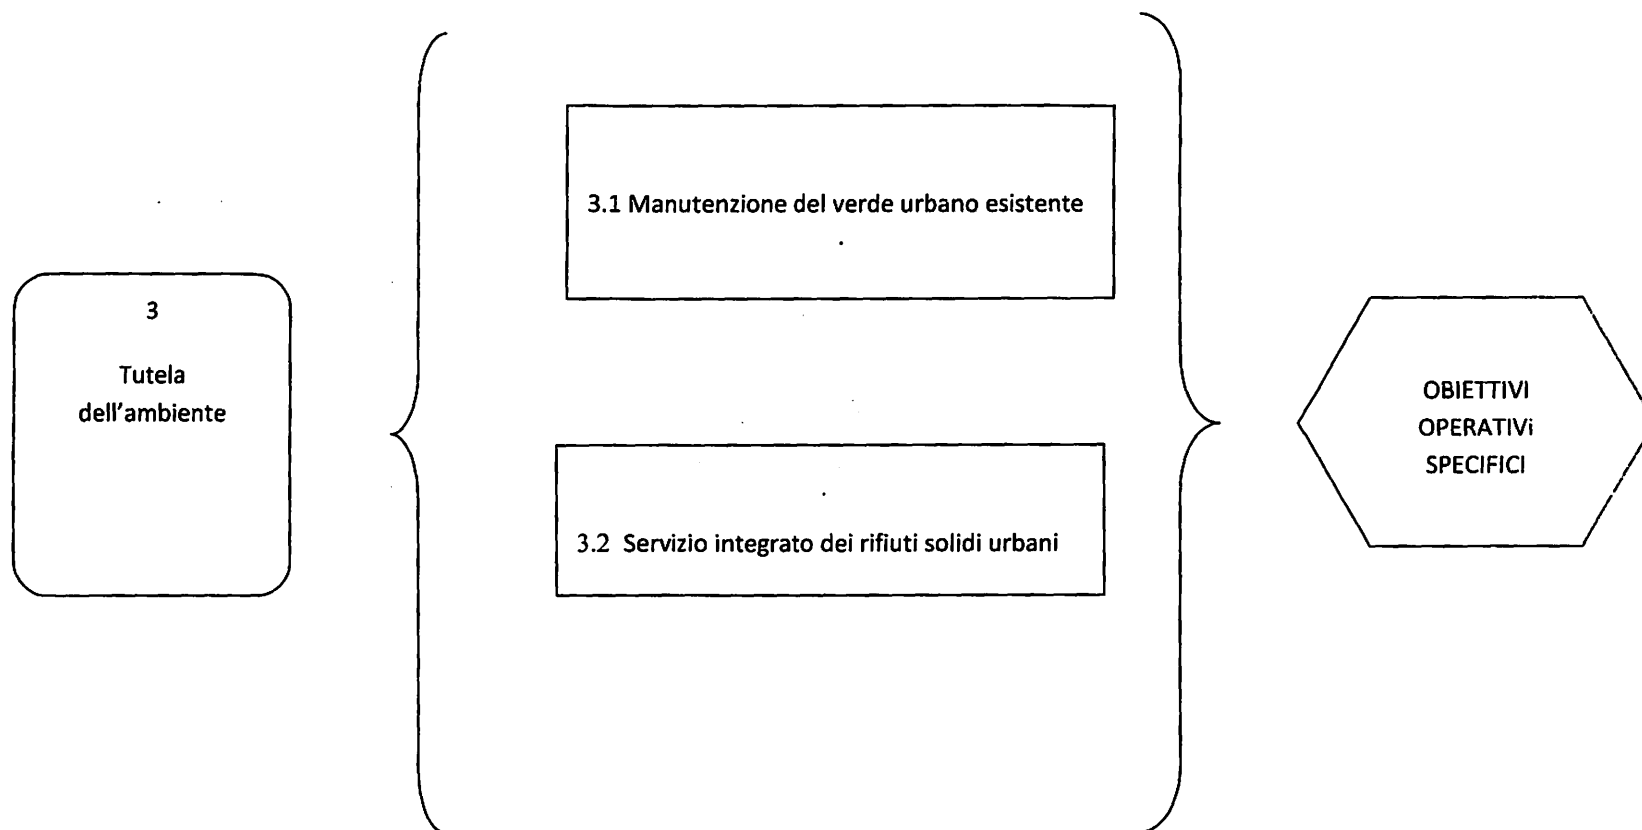 3
Tutela
dell'ambiente
3.1 Manutenzione del verde urbano esistente
3.2 Servizio integrato dei rifiuti solidi urbani
OBIETTIVI
OPERATIVi
SPECIFICI